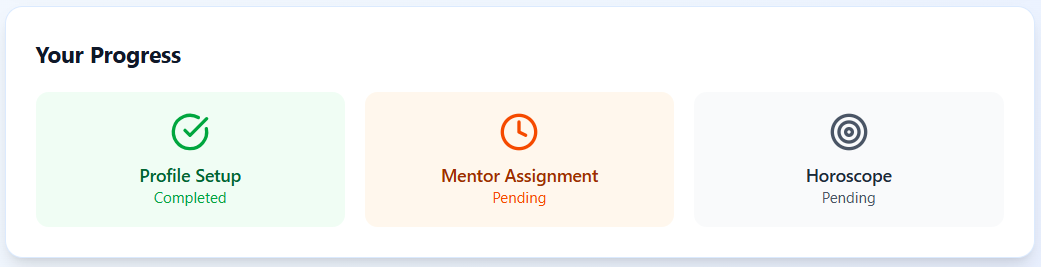 Your Progress
Profile Setup
Completed
Mentor Assignment
Pending
Horoscope
Pending